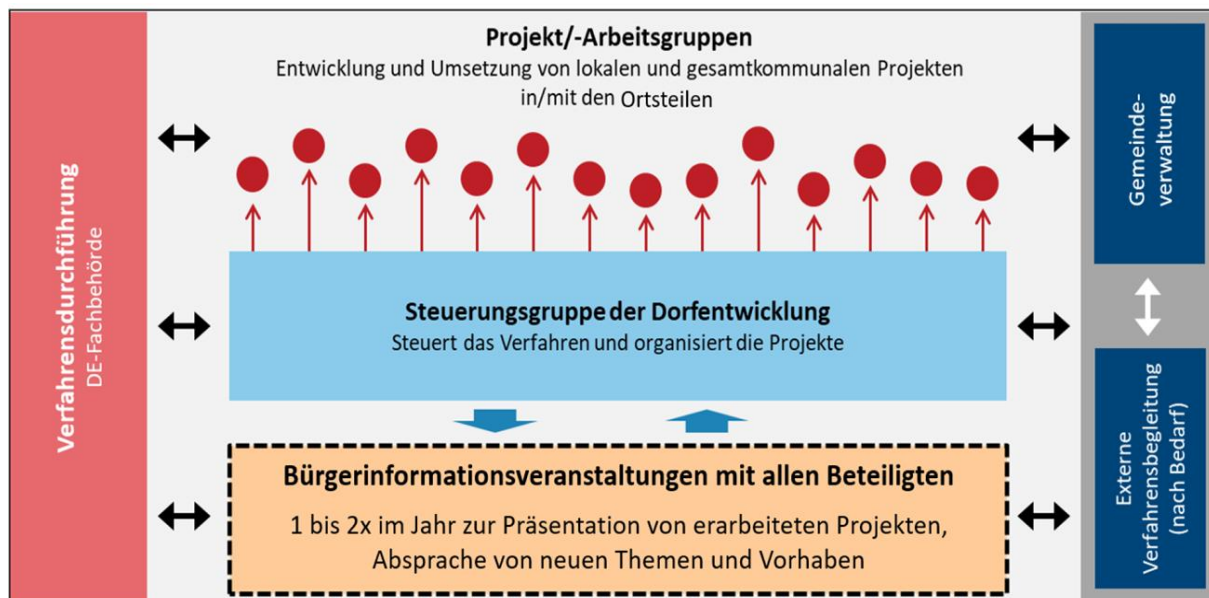 Verfahrensdurchführung
DE-Fachbehörde
Projekt/-Arbeitsgruppen
Entwicklung und Umsetzung von lokalen und gesamtkommunalen Projekten
in/mit den Ortsteilen
Steuerungsgruppe der Dorfentwicklung
Steuert das Verfahren und organisiert die Projekte
Bürgerinformationsveranstaltungen mit allen Beteiligten
1 bis 2x im Jahr zur Präsentation von erarbeiteten Projekten,
Absprache von neuen Themen und Vorhaben
Gemeinde-
verwaltung
Externe
Verfahrensbegleitung
(nach Bedarf)